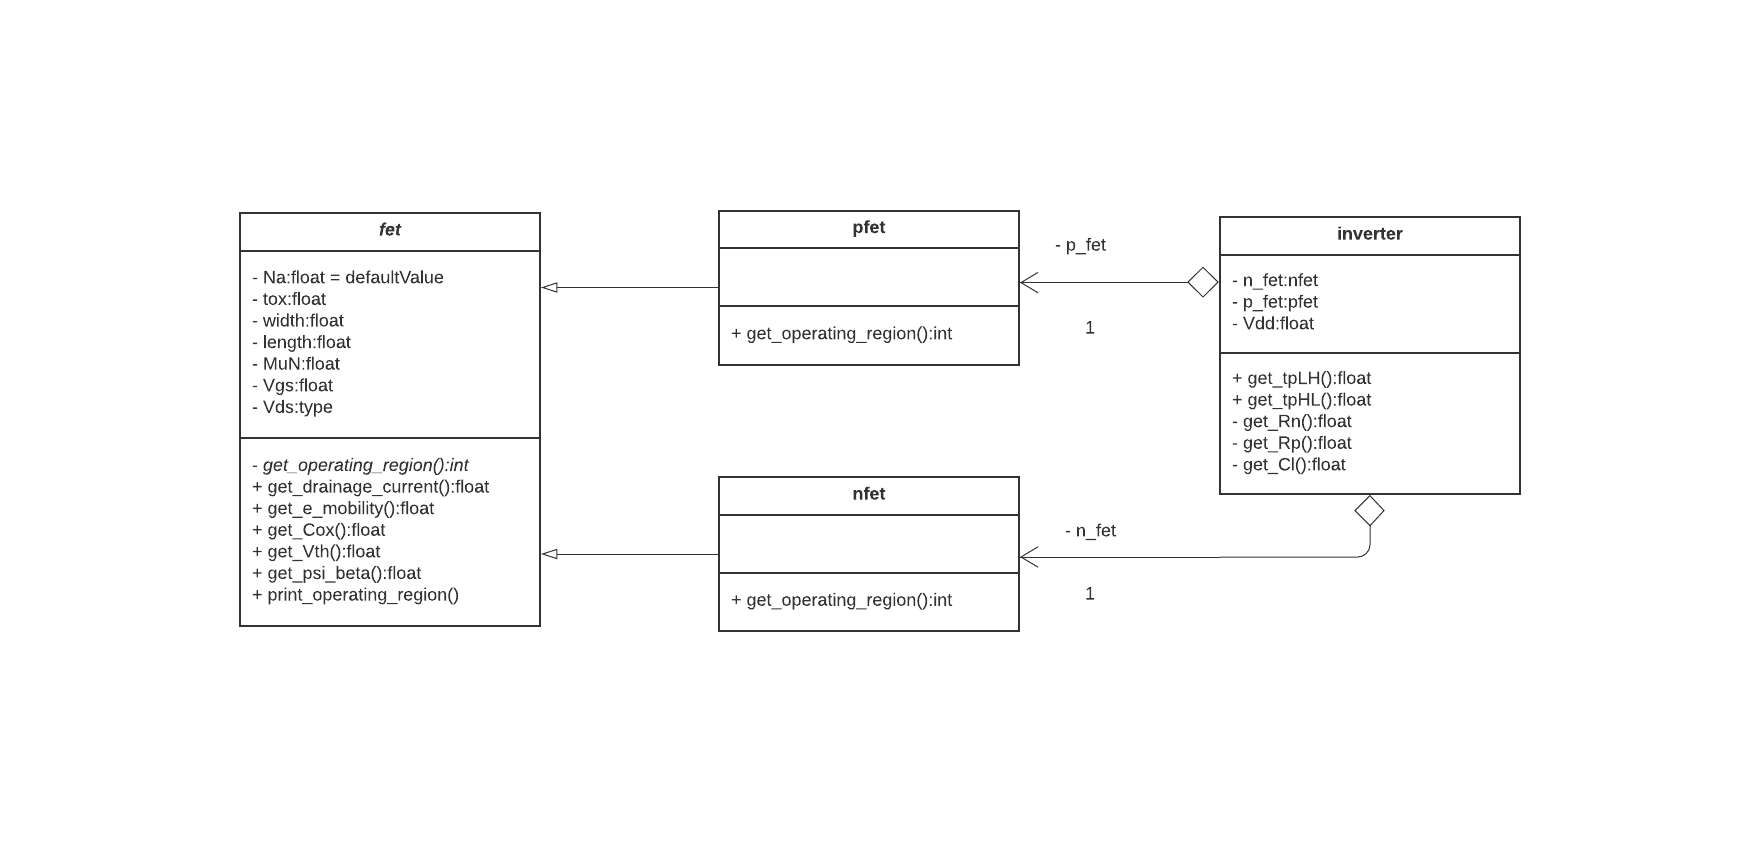 fet
- Na:float = defaultValue
- tox:float
- width:float
- length:float
- MuN:float
- Vgs:float
- Vds:type
- get_operating_region():int
+ get_drainage_current():float
+ get_e_mobility():float
+ get_Cox():float
+ get_Vth():float
+ get_psi_beta():float
+ print_operating_region()
pfet
+ get_operating_region():int
nfet
+ get_operating_region():int
- p_fet
1
- n_fet
1
inverter
- n_fet:nfet
- p_fet:pfet
- Vdd:float
+ get_tpLH():float
+ get_tpHL():float
- get_Rn():float
- get_Rp():float
- get_Cl():float